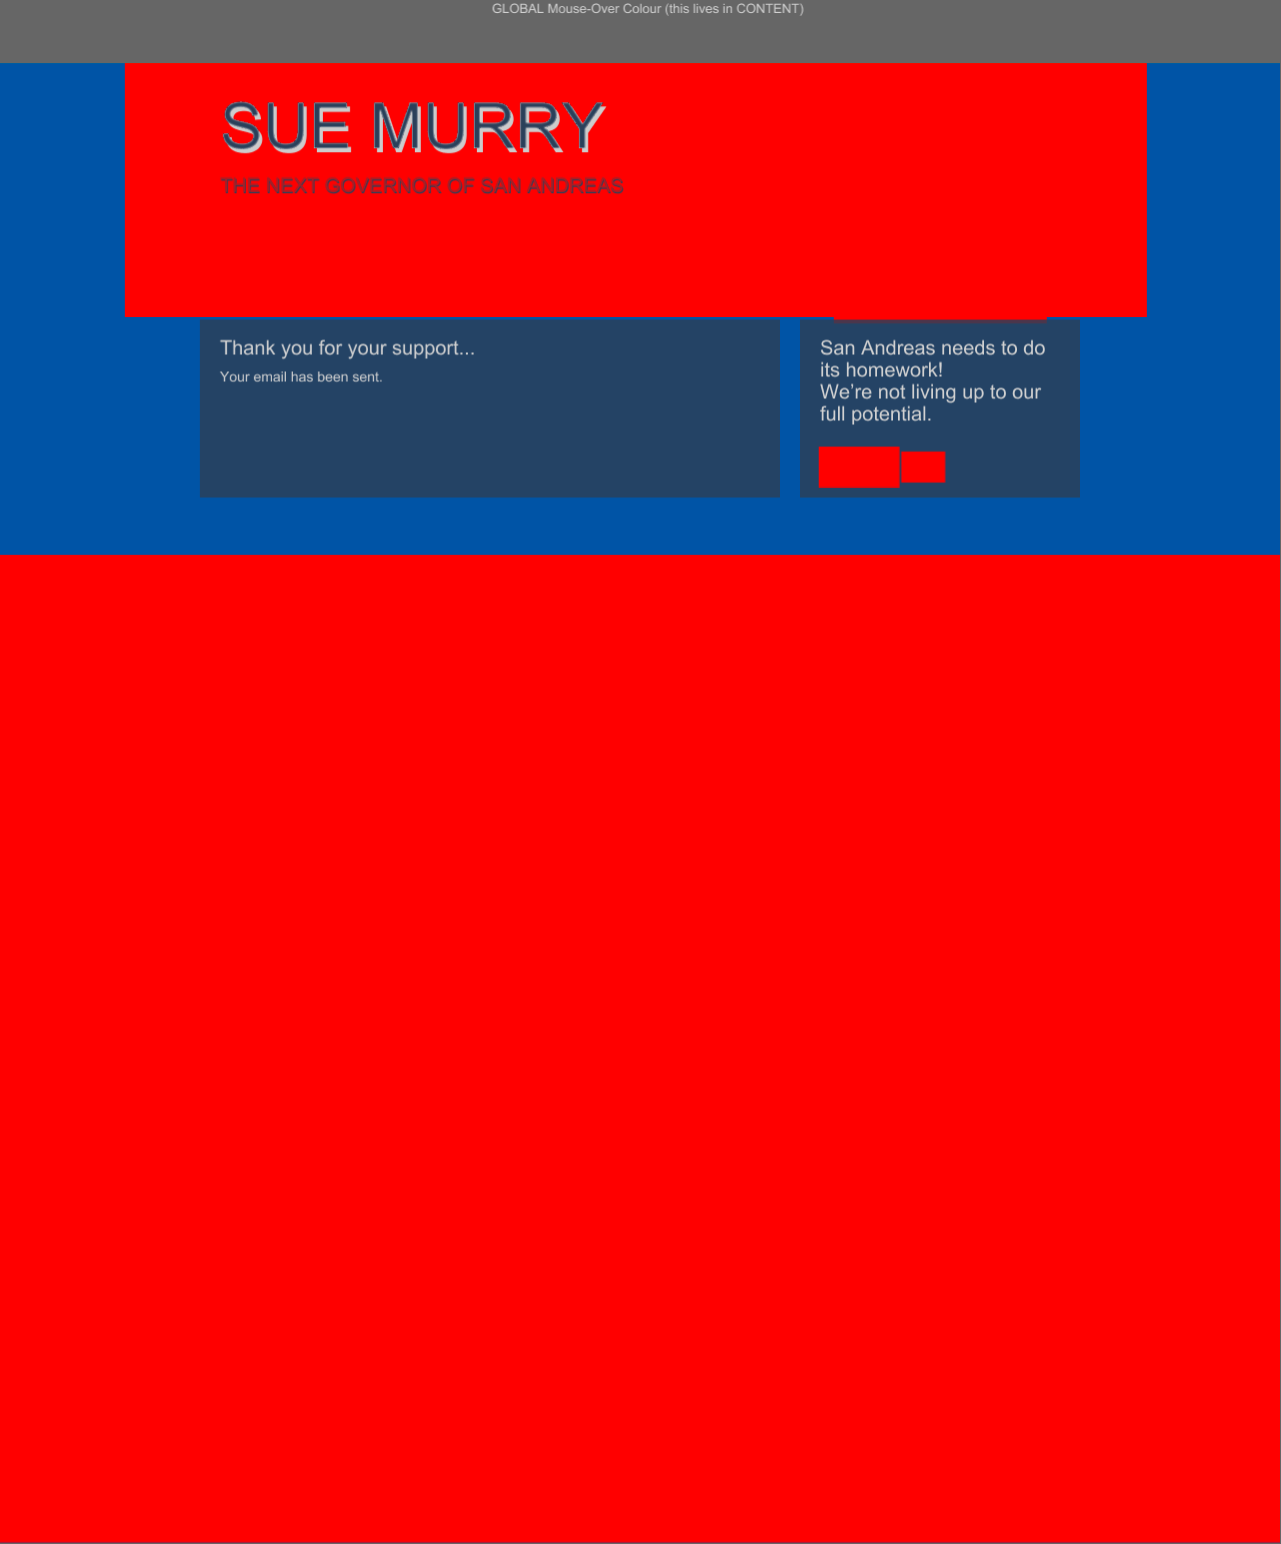 GLOBAL Mouse-Over Colour (this lives in CONTENT)
SUE MURRY
THE NEXT GOVERNOR OF SAN ANDREAS
Thank you for your support...
Your email has been sent.
San Andreas needs to do
its homework!
We're not living up to our
full potential.